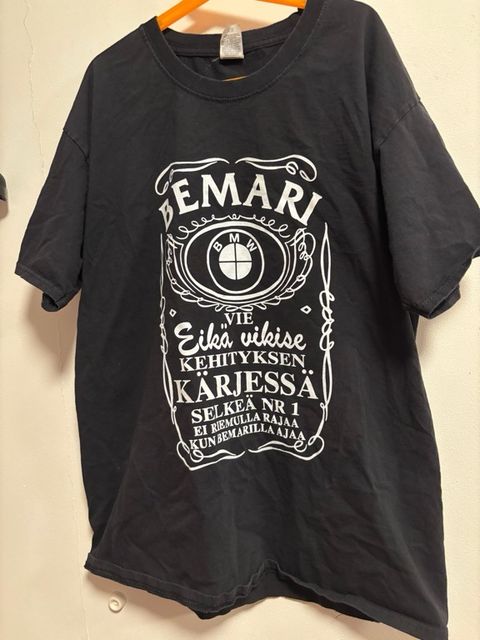 BEMARI
BMW
VIE
Eikä vikise
KEHITYKSEN
KÄRJESSÄ
SELKEÄ NR 1
EI RIEMULLA RAJAA
KUN BEMARILLA AJAA